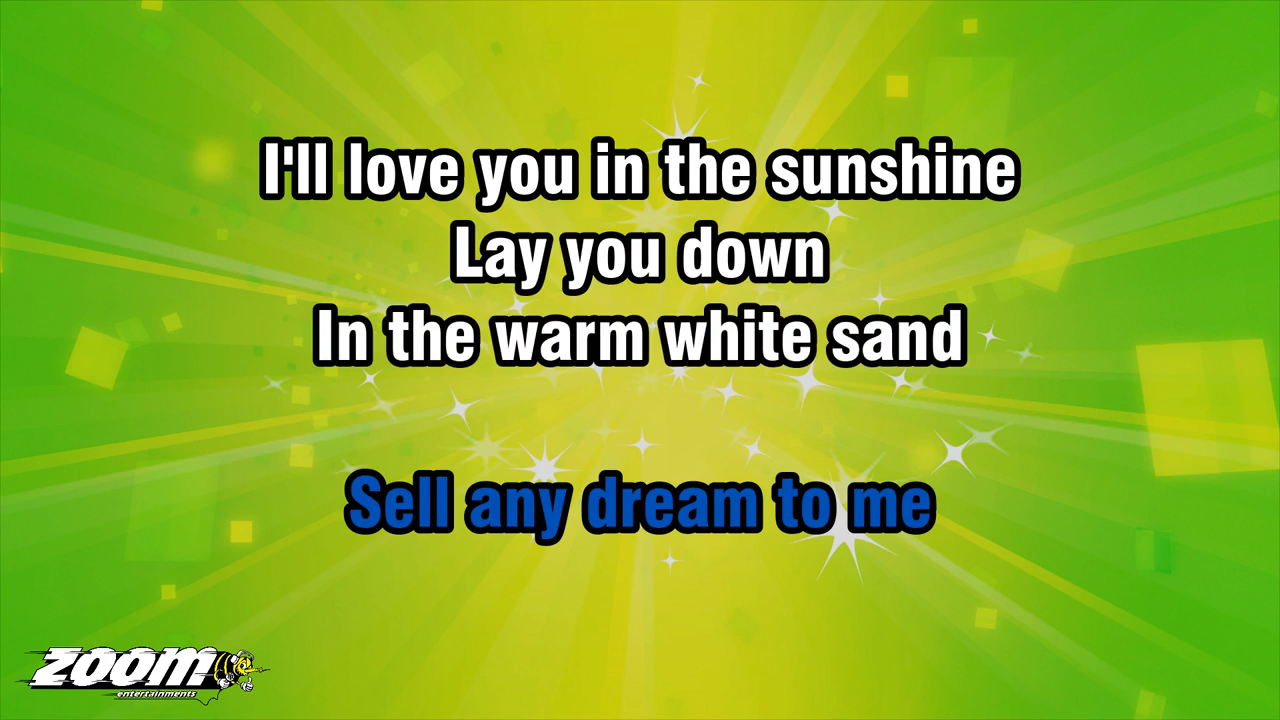 I'll love you in the sunshine
Lay you down
In the warm white sand
Sell any dream to me
zoom
entertainments